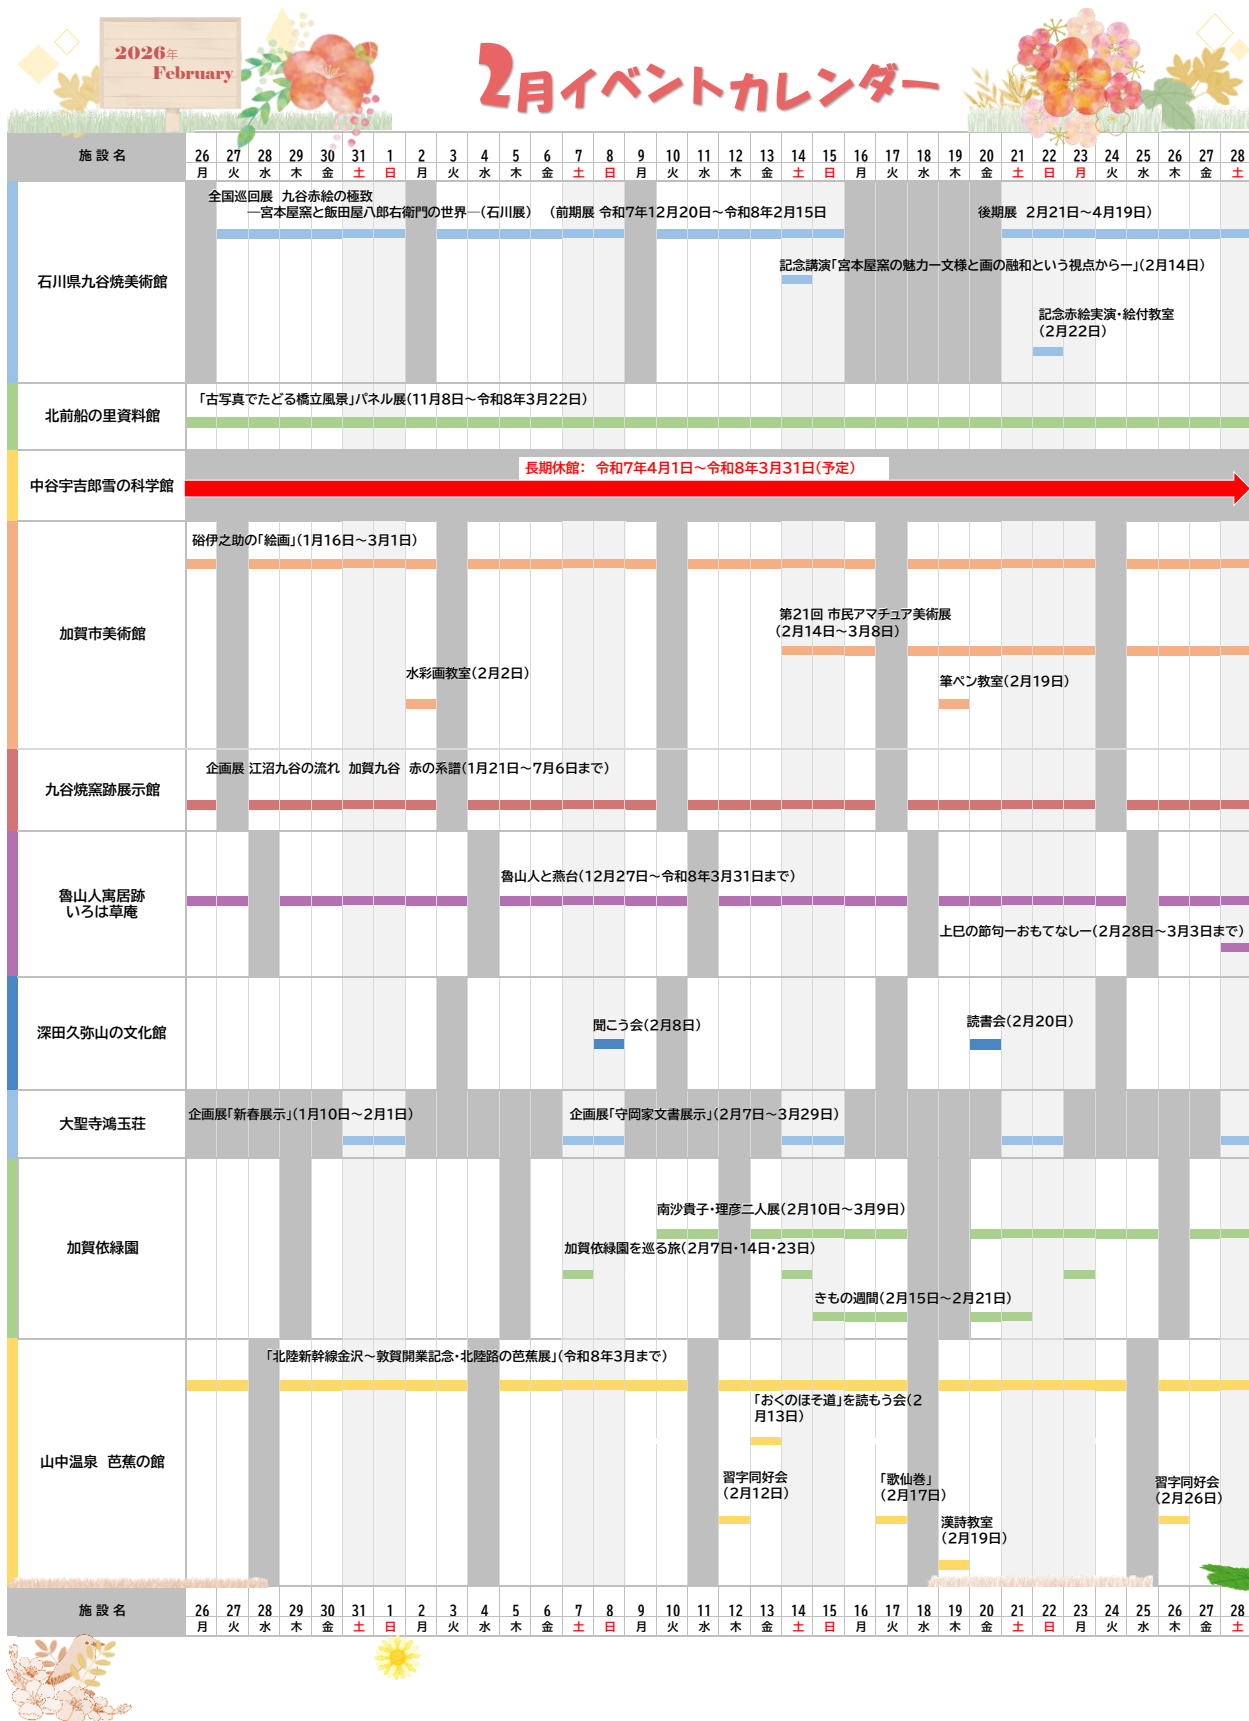 2026年
February
2月イベントカレンダー
施設名 26 27 28 29 30 31 1 2 3 4 5 6 7 8 9 10 11 12 13 14 15 16 17 18 19 20 21 22 23 24 25 26 27 28
月 火 水 木 金 土 日 月 火 水 木 金 土 日 月 火 水 木 金 土 日 月 火 水 木 金 土 日 月 火 水 木 金 土
全国巡回展 九谷赤絵の極致
―宮本屋窯と飯田屋八郎右衛門の世界―(石川展) (前期展 令和7年12月20日～令和8年2月15日
後期展 2月21日～4月19日)
石川県九谷焼美術館
記念講演「宮本屋窯の魅力ー文様と画の融和という視点からー」(2月14日)
記念赤絵実演・絵付教室
(2月22日)
北前船の里資料館
「古写真でたどる橋立風景」パネル展(11月8日～令和8年3月22日)
中谷宇吉郎雪の科学館
長期休館: 令和7年4月1日～令和8年3月31日(予定)
加賀市美術館
硲伊之助の「絵画」(1月16日～3月1日)
第21回 市民アマチュア美術展
(2月14日～3月8日)
水彩画教室(2月2日)
筆ペン教室(2月19日)
九谷焼窯跡展示館
企画展 江沼九谷の流れ 加賀九谷 赤の系譜(1月21日～7月6日まで)
魯山人寓居跡
いろは草庵
魯山人と燕台(12月27日～令和8年3月31日まで)
上巳の節句ーおもてなしー(2月28日～3月3日まで)
深田久弥山の文化館
聞こう会(2月8日)
読書会(2月20日)
大聖寺鴻玉荘
企画展「新春展示」(1月10日～2月1日)
企画展「守岡家文書展示」(2月7日～3月29日)
加賀依緑園
南沙貴子・理彦二人展(2月10日～3月9日)
加賀依緑園を巡る旅(2月7日・14日・23日)
きもの週間(2月15日～2月21日)
山中温泉 芭蕉の館
「北陸新幹線金沢～敦賀開業記念・北陸路の芭蕉展」(令和8年3月まで)
「おくのほそ道」を読もう会(2
月13日)
習字同好会
(2月12日)
「歌仙巻」
(2月17日)
漢詩教室
(2月19日)
習字同好会
(2月26日)
施設名 26 27 28 29 30 31 1 2 3 4 5 6 7 8 9 10 11 12 13 14 15 16 17 18 19 20 21 22 23 24 25 26 27 28
月 火 水 木 金 土 日 月 火 水 木 金 土 日 月 火 水 木 金 土 日 月 火 水 木 金 土 日 月 火 水 木 金 土